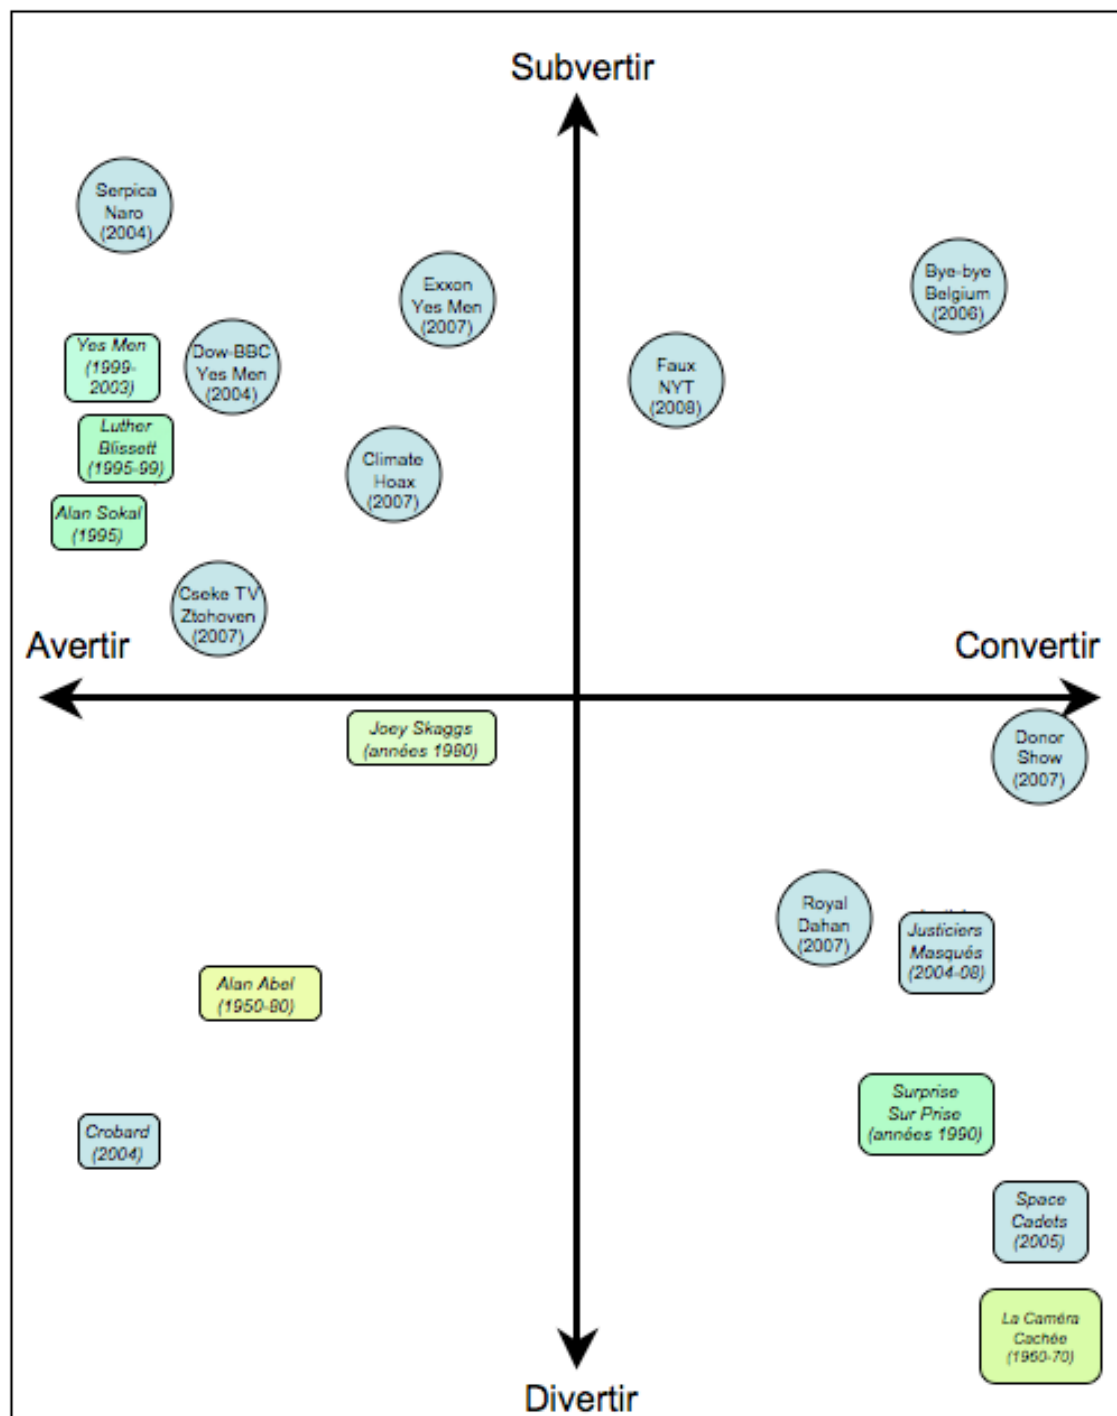 Subvertir
Serpica
Naro
(2004)
Exxon
Yes Men
(2007)
Bye-bye
Belgium
(2006)
Yes Men
(1999-
2003)
Dow-BBC
Yes Men
(2004)
Faux
NYT
(2008)
Luther
Blissett
(1995-99)
Climate
Hoax
(2007)
Alan Sokal
(1995)
Cseke TV
Ztohoven
(2007)
Avertir
Convertir
Joey Skaggs
(années 1980)
Donor
Show
(2007)
Royal
Dahan
(2007)
Justiciers
Masqués
(2004-08)
Alan Abel
(1950-80)
Surprise
Sur Prise
(années 1990)
Crobard
(2004)
Space
Cadets
(2005)
La Caméra
Cachée
(1960-70)
Divertir